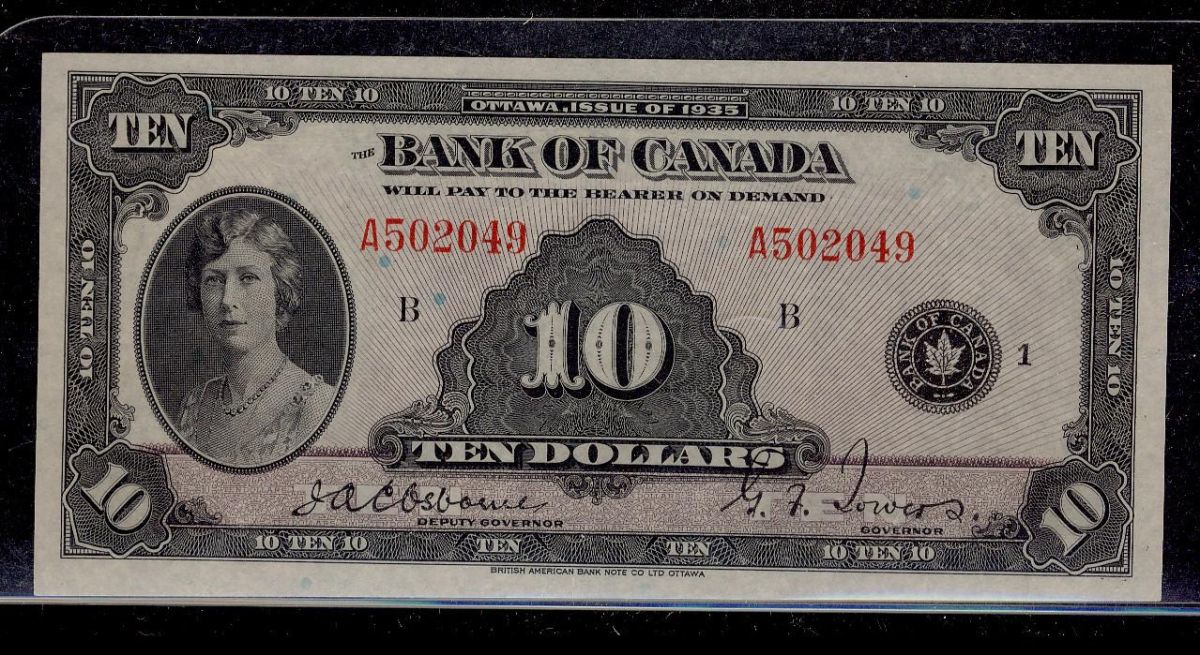 10 TEN 10
OTTAWA, ISSUE OF 1935
10 TEN 10
TEN
TEN
THE BANK OF CANADA
WILL PAY TO THE BEARER ON DEMAND
A502049
A502049
B
B
10
BANK OF CANADA
1
10 TEN 10
10 TEN 10
TEN DOLLARS
10
10
JAC Osborne
G. F. Towers.
DEPUTY GOVERNOR
GOVERNOR
10 TEN 10
TEN
TEN
10 TEN 10
BRITISH AMERICAN BANK NOTE CO LTD OTTAWA